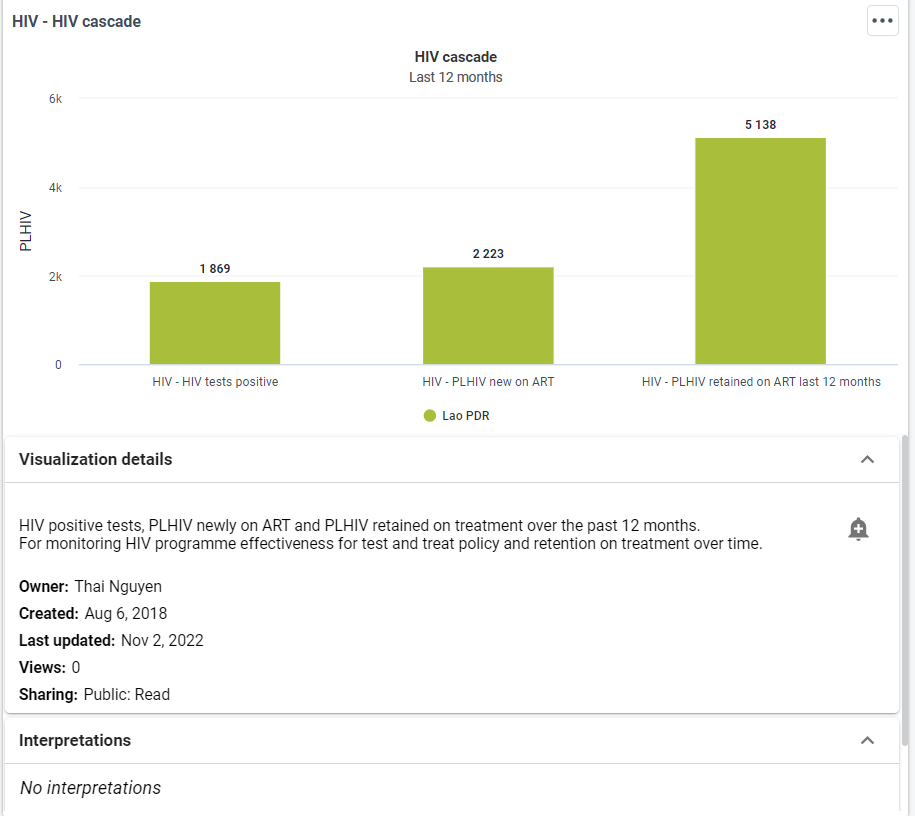 HIV - HIV cascade
HIV cascade
Last 12 months
6k
4k
2k
0
PLHIV
1 869
2 223
5 138
HIV - HIV tests positive
HIV - PLHIV new on ART
HIV - PLHIV retained on ART last 12 months
Lao PDR
Visualization details
HIV positive tests, PLHIV newly on ART and PLHIV retained on treatment over the past 12 months.
For monitoring HIV programme effectiveness for test and treat policy and retention on treatment over time.
Owner: Thai Nguyen
Created: Aug 6, 2018
Last updated: Nov 2, 2022
Views: 0
Sharing: Public: Read
Interpretations
No interpretations